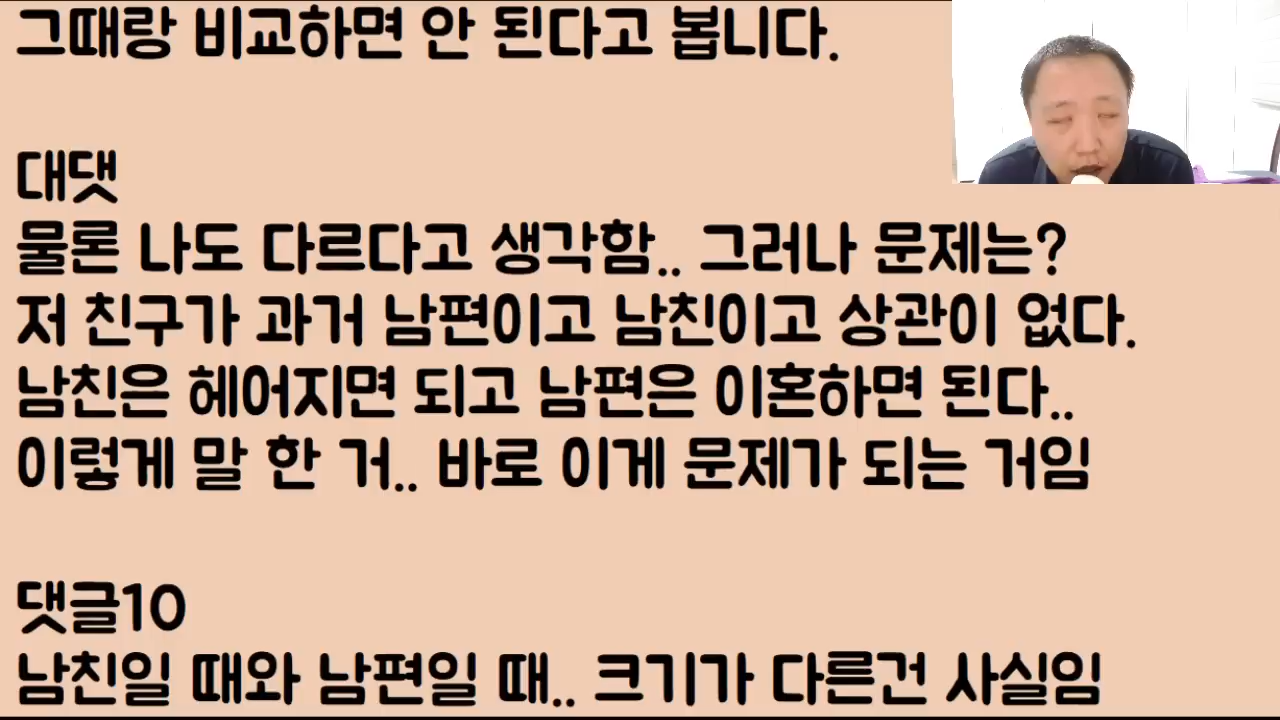 그때랑 비교하면 안 된다고 봅니다.
대댓
물론 나도 다르다고 생각함.. 그러나 문제는?
저 친구가 과거 남편이고 남친이고 상관이 없다.
남친은 헤어지면 되고 남편은 이혼하면 된다..
이렇게 말 한 거.. 바로 이게 문제가 되는 거임
댓글10
남친일 때와 남편일 때.. 크기가 다른건 사실임